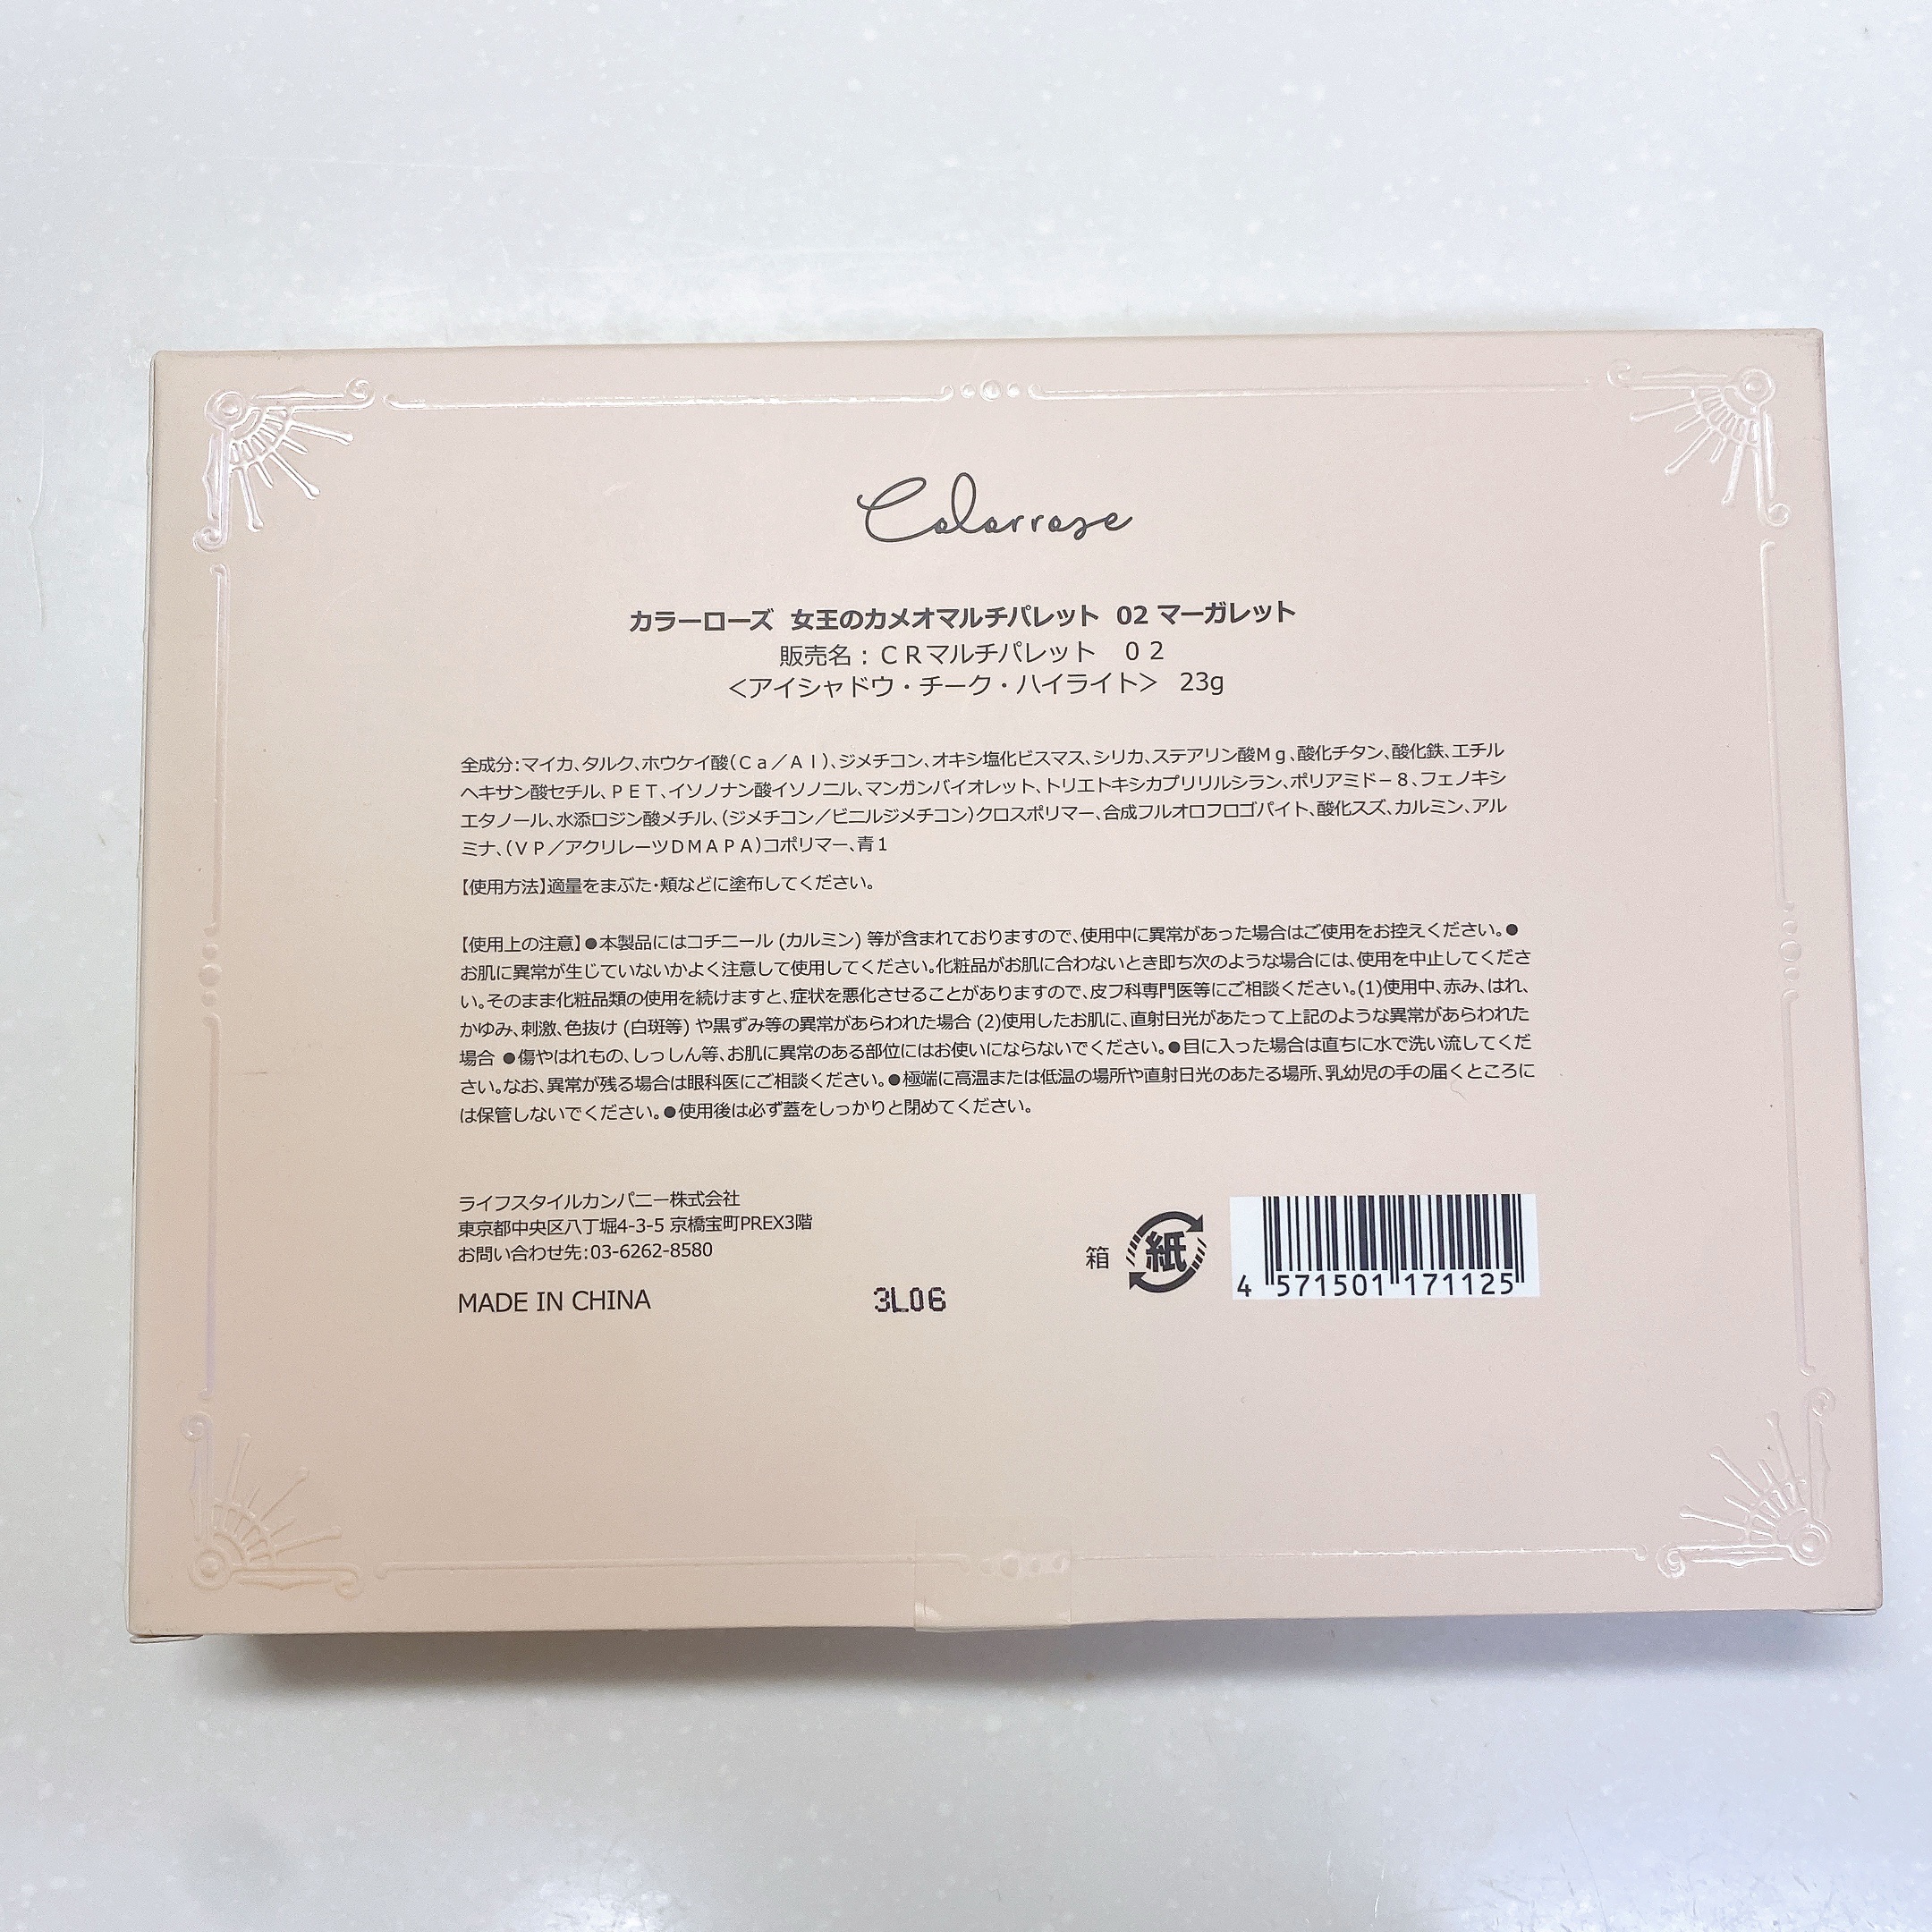 Colorrose
カラーローズ 女王のカメオマルチパレット 02 マーガレット
販売名：ＣＲマルチパレット　０２
＜アイシャドウ・チーク・ハイライト＞ 23g
全成分：マイカ、タルク、ホウケイ酸（Ｃａ／Ａｌ）、ジメチコン、オキシ塩化ビスマス、シリカ、ステアリン酸Ｍｇ、酸化チタン、酸化鉄、エチル
ヘキサン酸セチル、ＰＥＴ、イソノナン酸イソノニル、マンガンバイオレット、トリエトキシカプリリルシラン、ポリアミド－８、フェノキシ
エタノール、水添ロジン酸メチル、（ジメチコン／ビニルジメチコン）クロスポリマー、合成フルオロフロゴパイト、酸化スズ、カルミン、アル
ミナ、（ＶＰ／アクリレーツＤＭＡＰＡ）コポリマー、青１
【使用方法】適量をまぶた・頬などに塗布してください。
【使用上の注意】●本製品にはコチニール (カルミン) 等が含まれておりますので、使用中に異常があった場合はご使用をお控えください。●
お肌に異常が生じていないかよく注意して使用してください。化粧品がお肌に合わないとき即ち次のような場合には、使用を中止してくださ
い。そのまま化粧品類の使用を続けますと、症状を悪化させることがありますので、皮フ科専門医等にご相談ください。(1)使用中、赤み、はれ、
かゆみ、刺激、色抜け (白斑等) や黒ずみ等の異常があらわれた場合 (2)使用したお肌に、直射日光があたって上記のような異常があらわれた
場合 ●傷やはれもの、しっしん等、お肌に異常のある部位にはお使いにならないでください。●目に入った場合は直ちに水で洗い流してくだ
さい。なお、異常が残る場合は眼科医にご相談ください。●極端に高温または低温の場所や直射日光のあたる場所、乳幼児の手の届くところに
は保管しないでください。●使用後は必ず蓋をしっかりと閉めてください。
ライフスタイルカンパニー株式会社
東京都中央区八丁堀4-3-5 京橋宝町PREX3階
お問い合わせ先：03-6262-8580
MADE IN CHINA
3L06
箱 紙
4 571501 171125